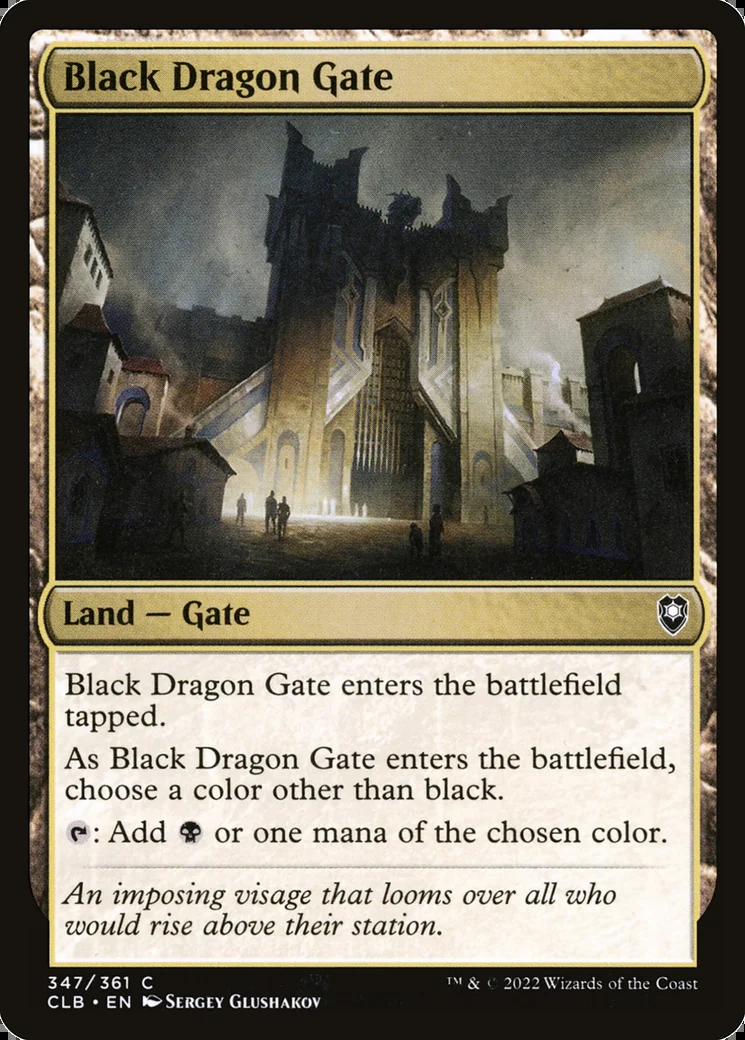 Black Dragon Gate
Land — Gate
Black Dragon Gate enters the battlefield
tapped.
As Black Dragon Gate enters the battlefield,
choose a color other than black.
: Add or one mana of the chosen color.
An imposing visage that looms over all who
would rise above their station.
347/361 C
™ & © 2022 Wizards of the Coast
CLB • EN Sergey Glushakov